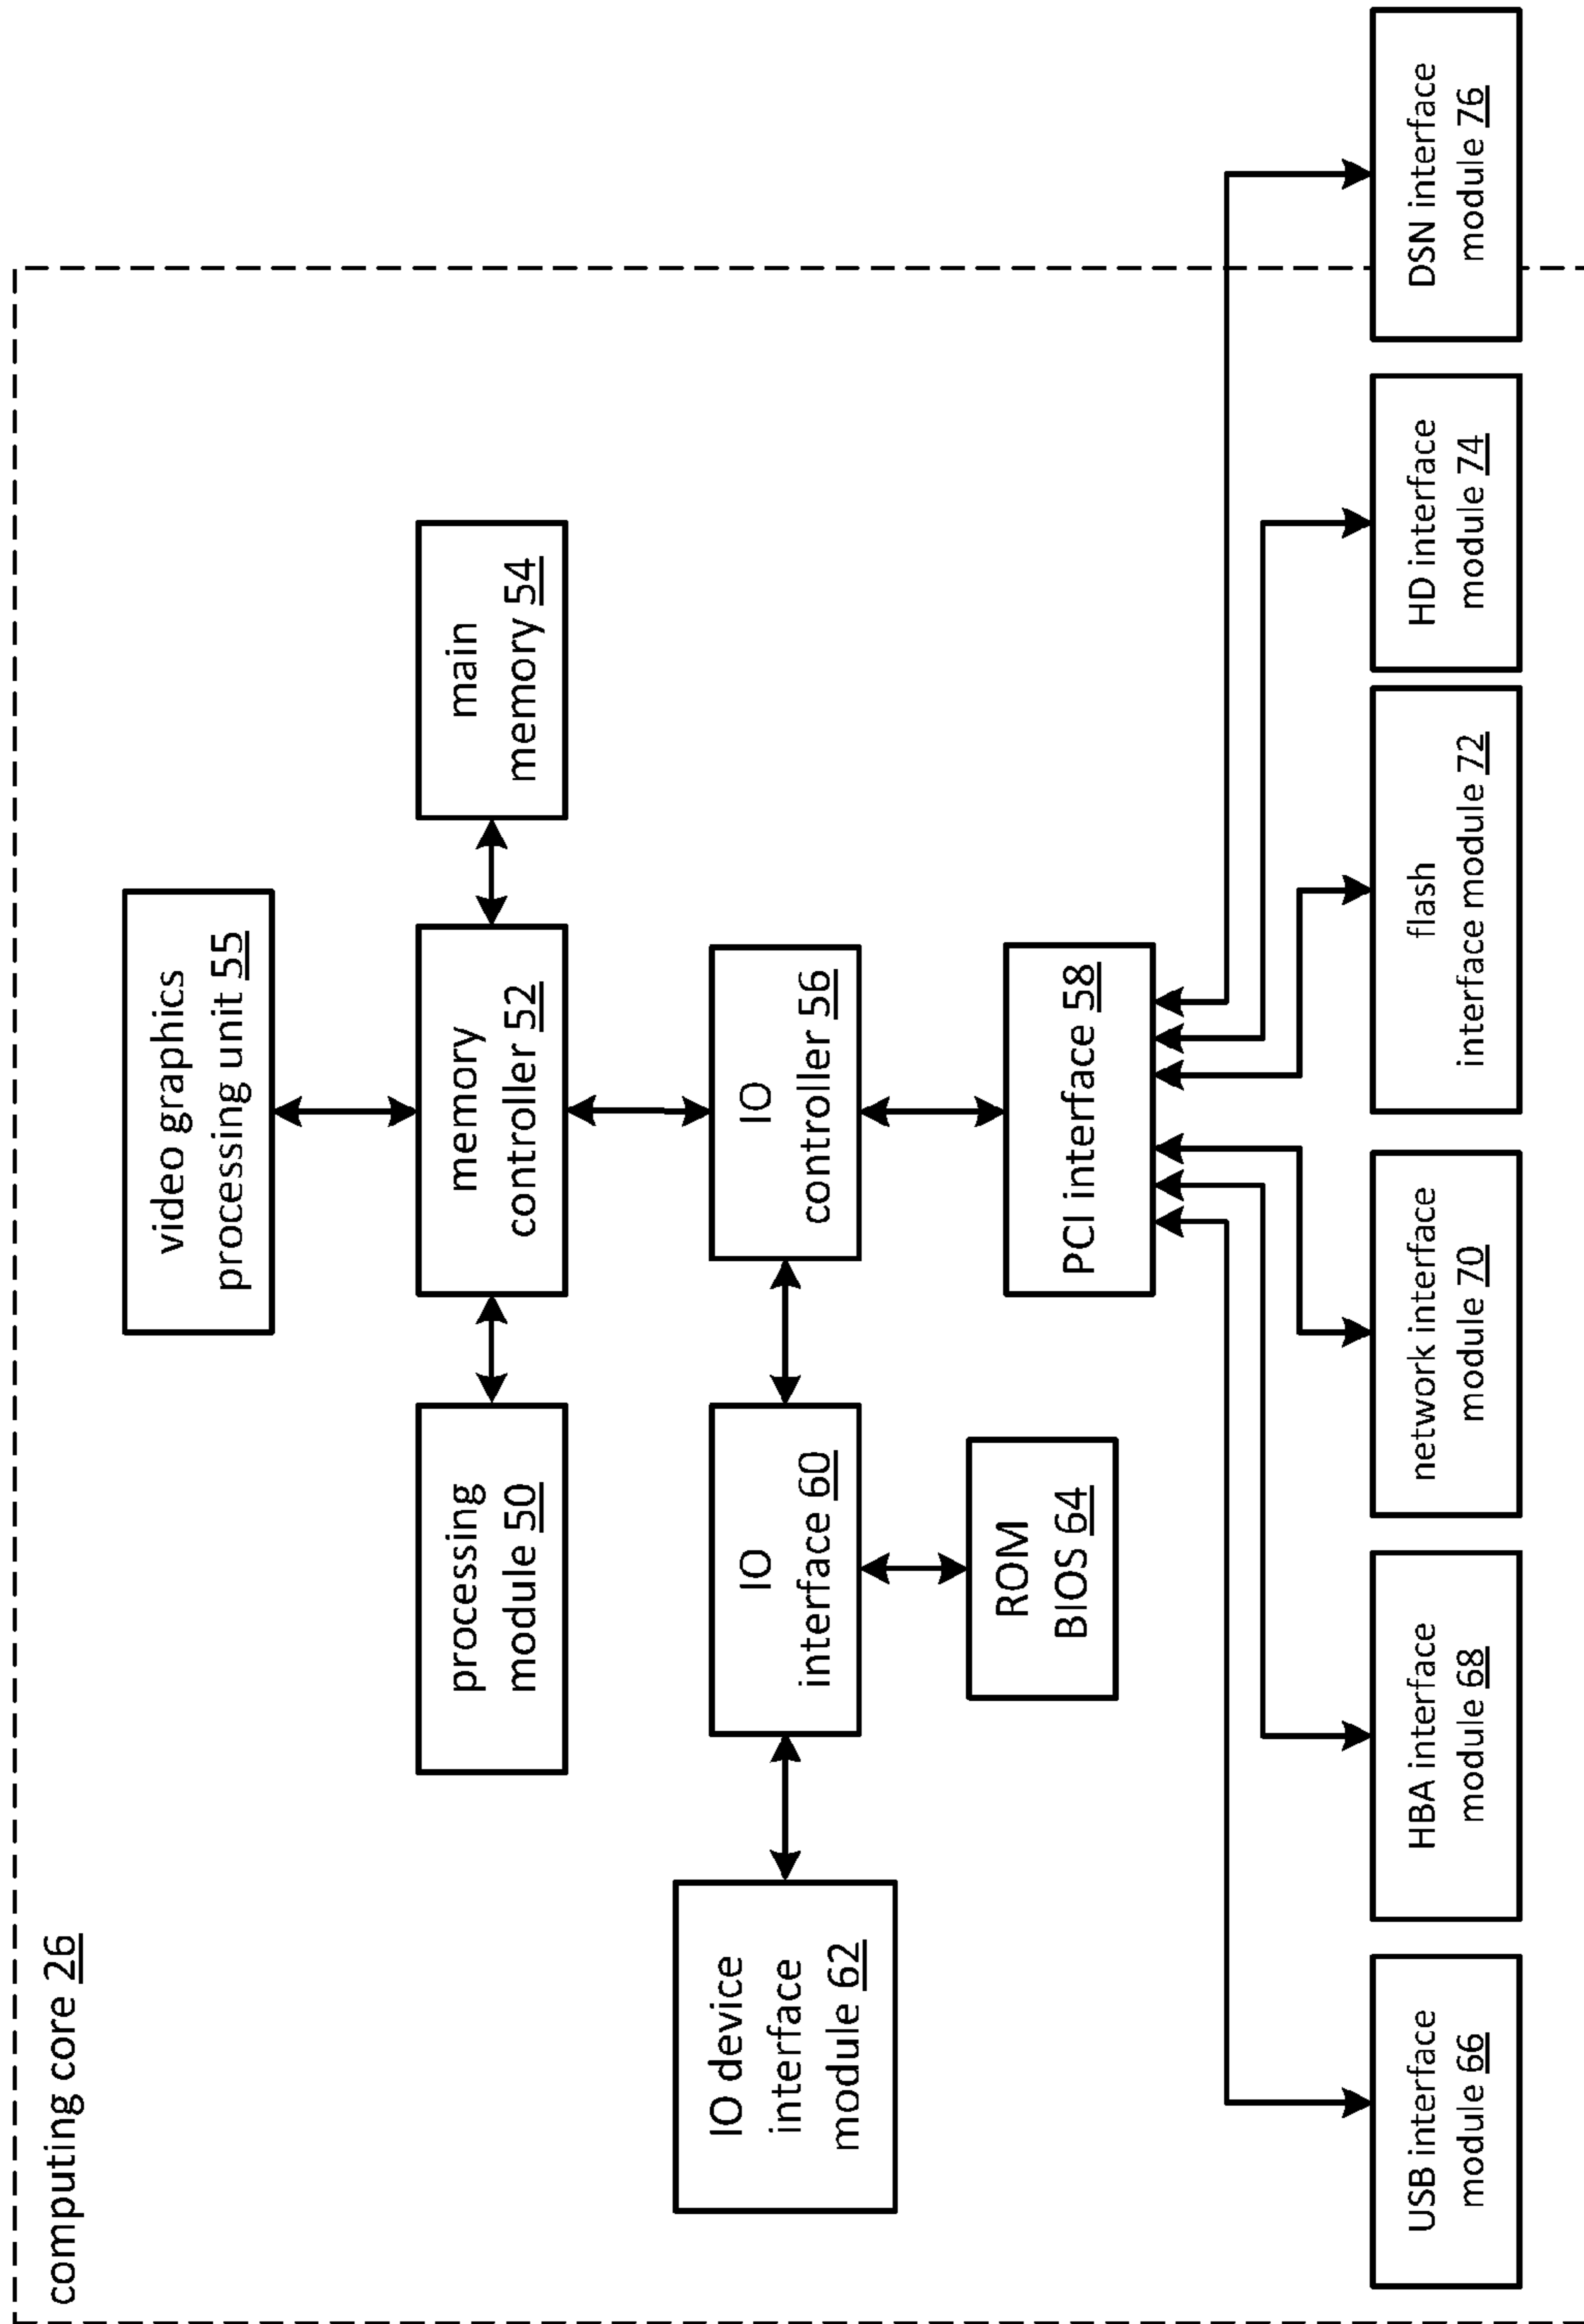 computing core 26
video graphics
processing unit 55
processing
module 50
memory
controller 52
main
memory 54
IO device
interface
module 62
IO
interface 60
IO
controller 56
ROM
BIOS 64
PCI interface 58
USB interface
module 66
HBA interface
module 68
network interface
module 70
flash
interface module 72
HD interface
module 74
DSN interface
module 76